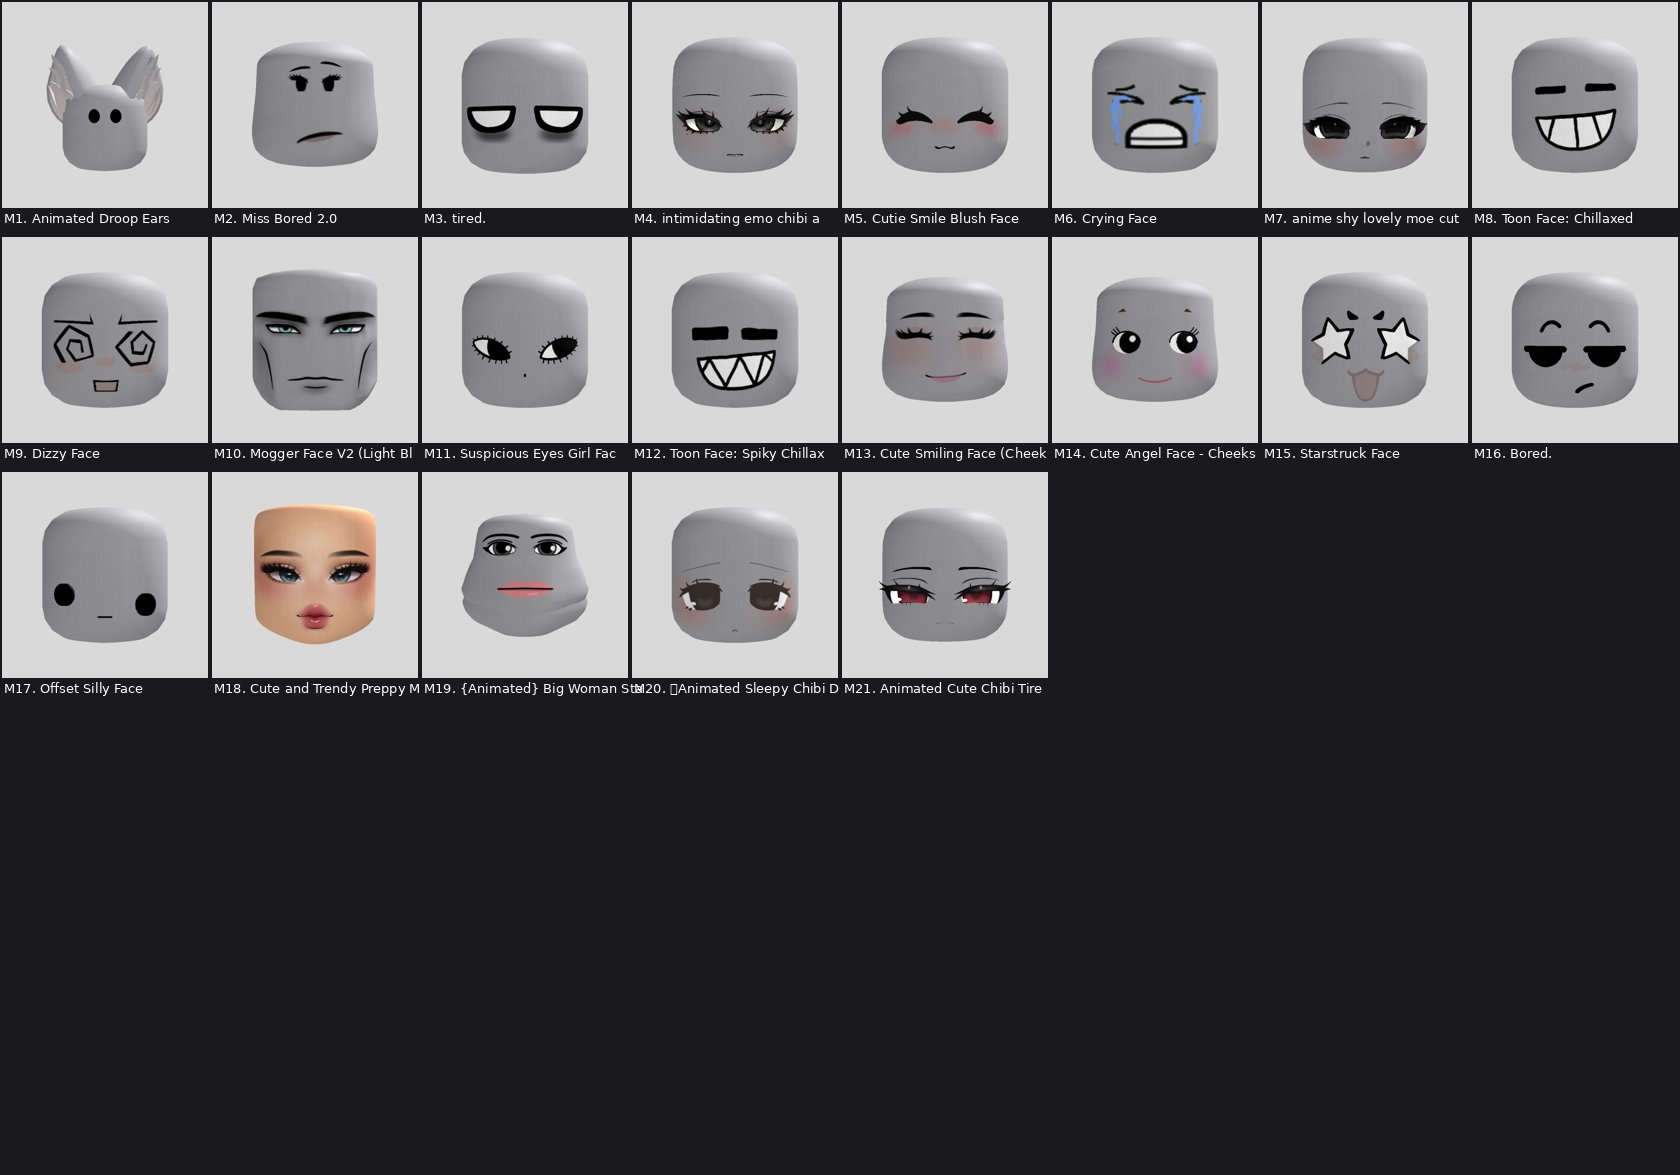 M1. Animated Droop Ears
M2. Miss Bored 2.0
M3. tired.
M4. intimidating emo chibi a
M5. Cutie Smile Blush Face
M6. Crying Face
M7. anime shy lovely moe cut
M8. Toon Face: Chillaxed
M9. Dizzy Face
M10. Mogger Face V2 (Light Bl
M11. Suspicious Eyes Girl Fac
M12. Toon Face: Spiky Chillax
M13. Cute Smiling Face (Cheek
M14. Cute Angel Face - Cheeks
M15. Starstruck Face
M16. Bored.
M17. Offset Silly Face
M18. Cute and Trendy Preppy M
M19. {Animated} Big Woman
M20. Animated Sleepy Chibi D
M21. Animated Cute Chibi Tire